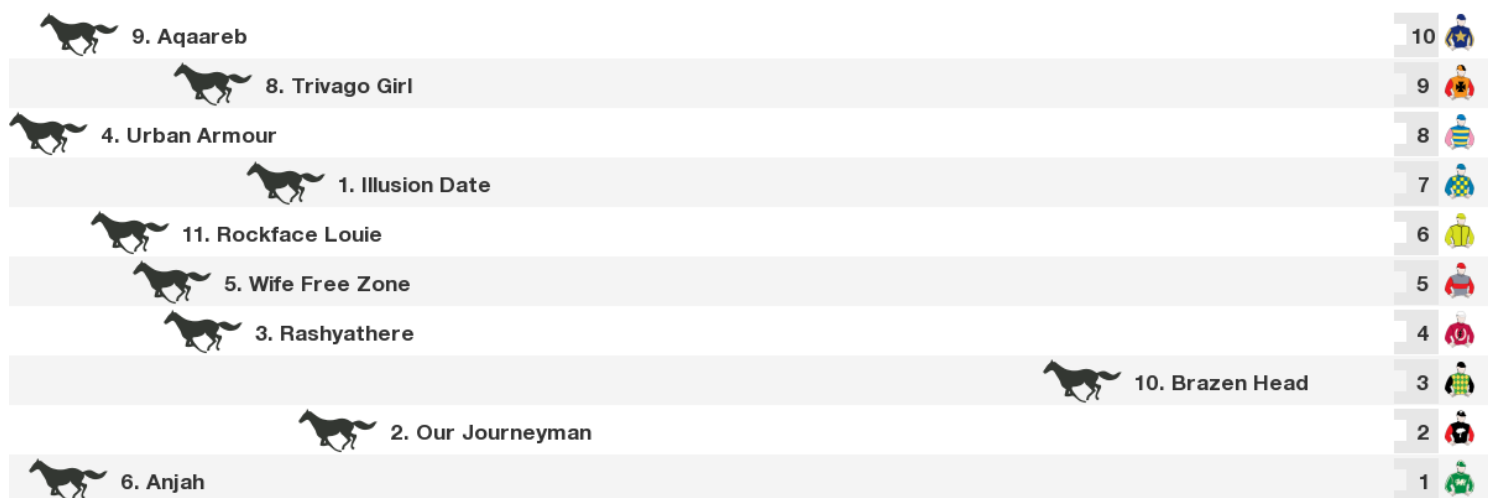 9. Aqaareb 10
8. Trivago Girl 9
4. Urban Armour 8
1. Illusion Date 7
11. Rockface Louie 6
5. Wife Free Zone 5
3. Rashyathere 4
10. Brazen Head 3
2. Our Journeyman 2
6. Anjah 1